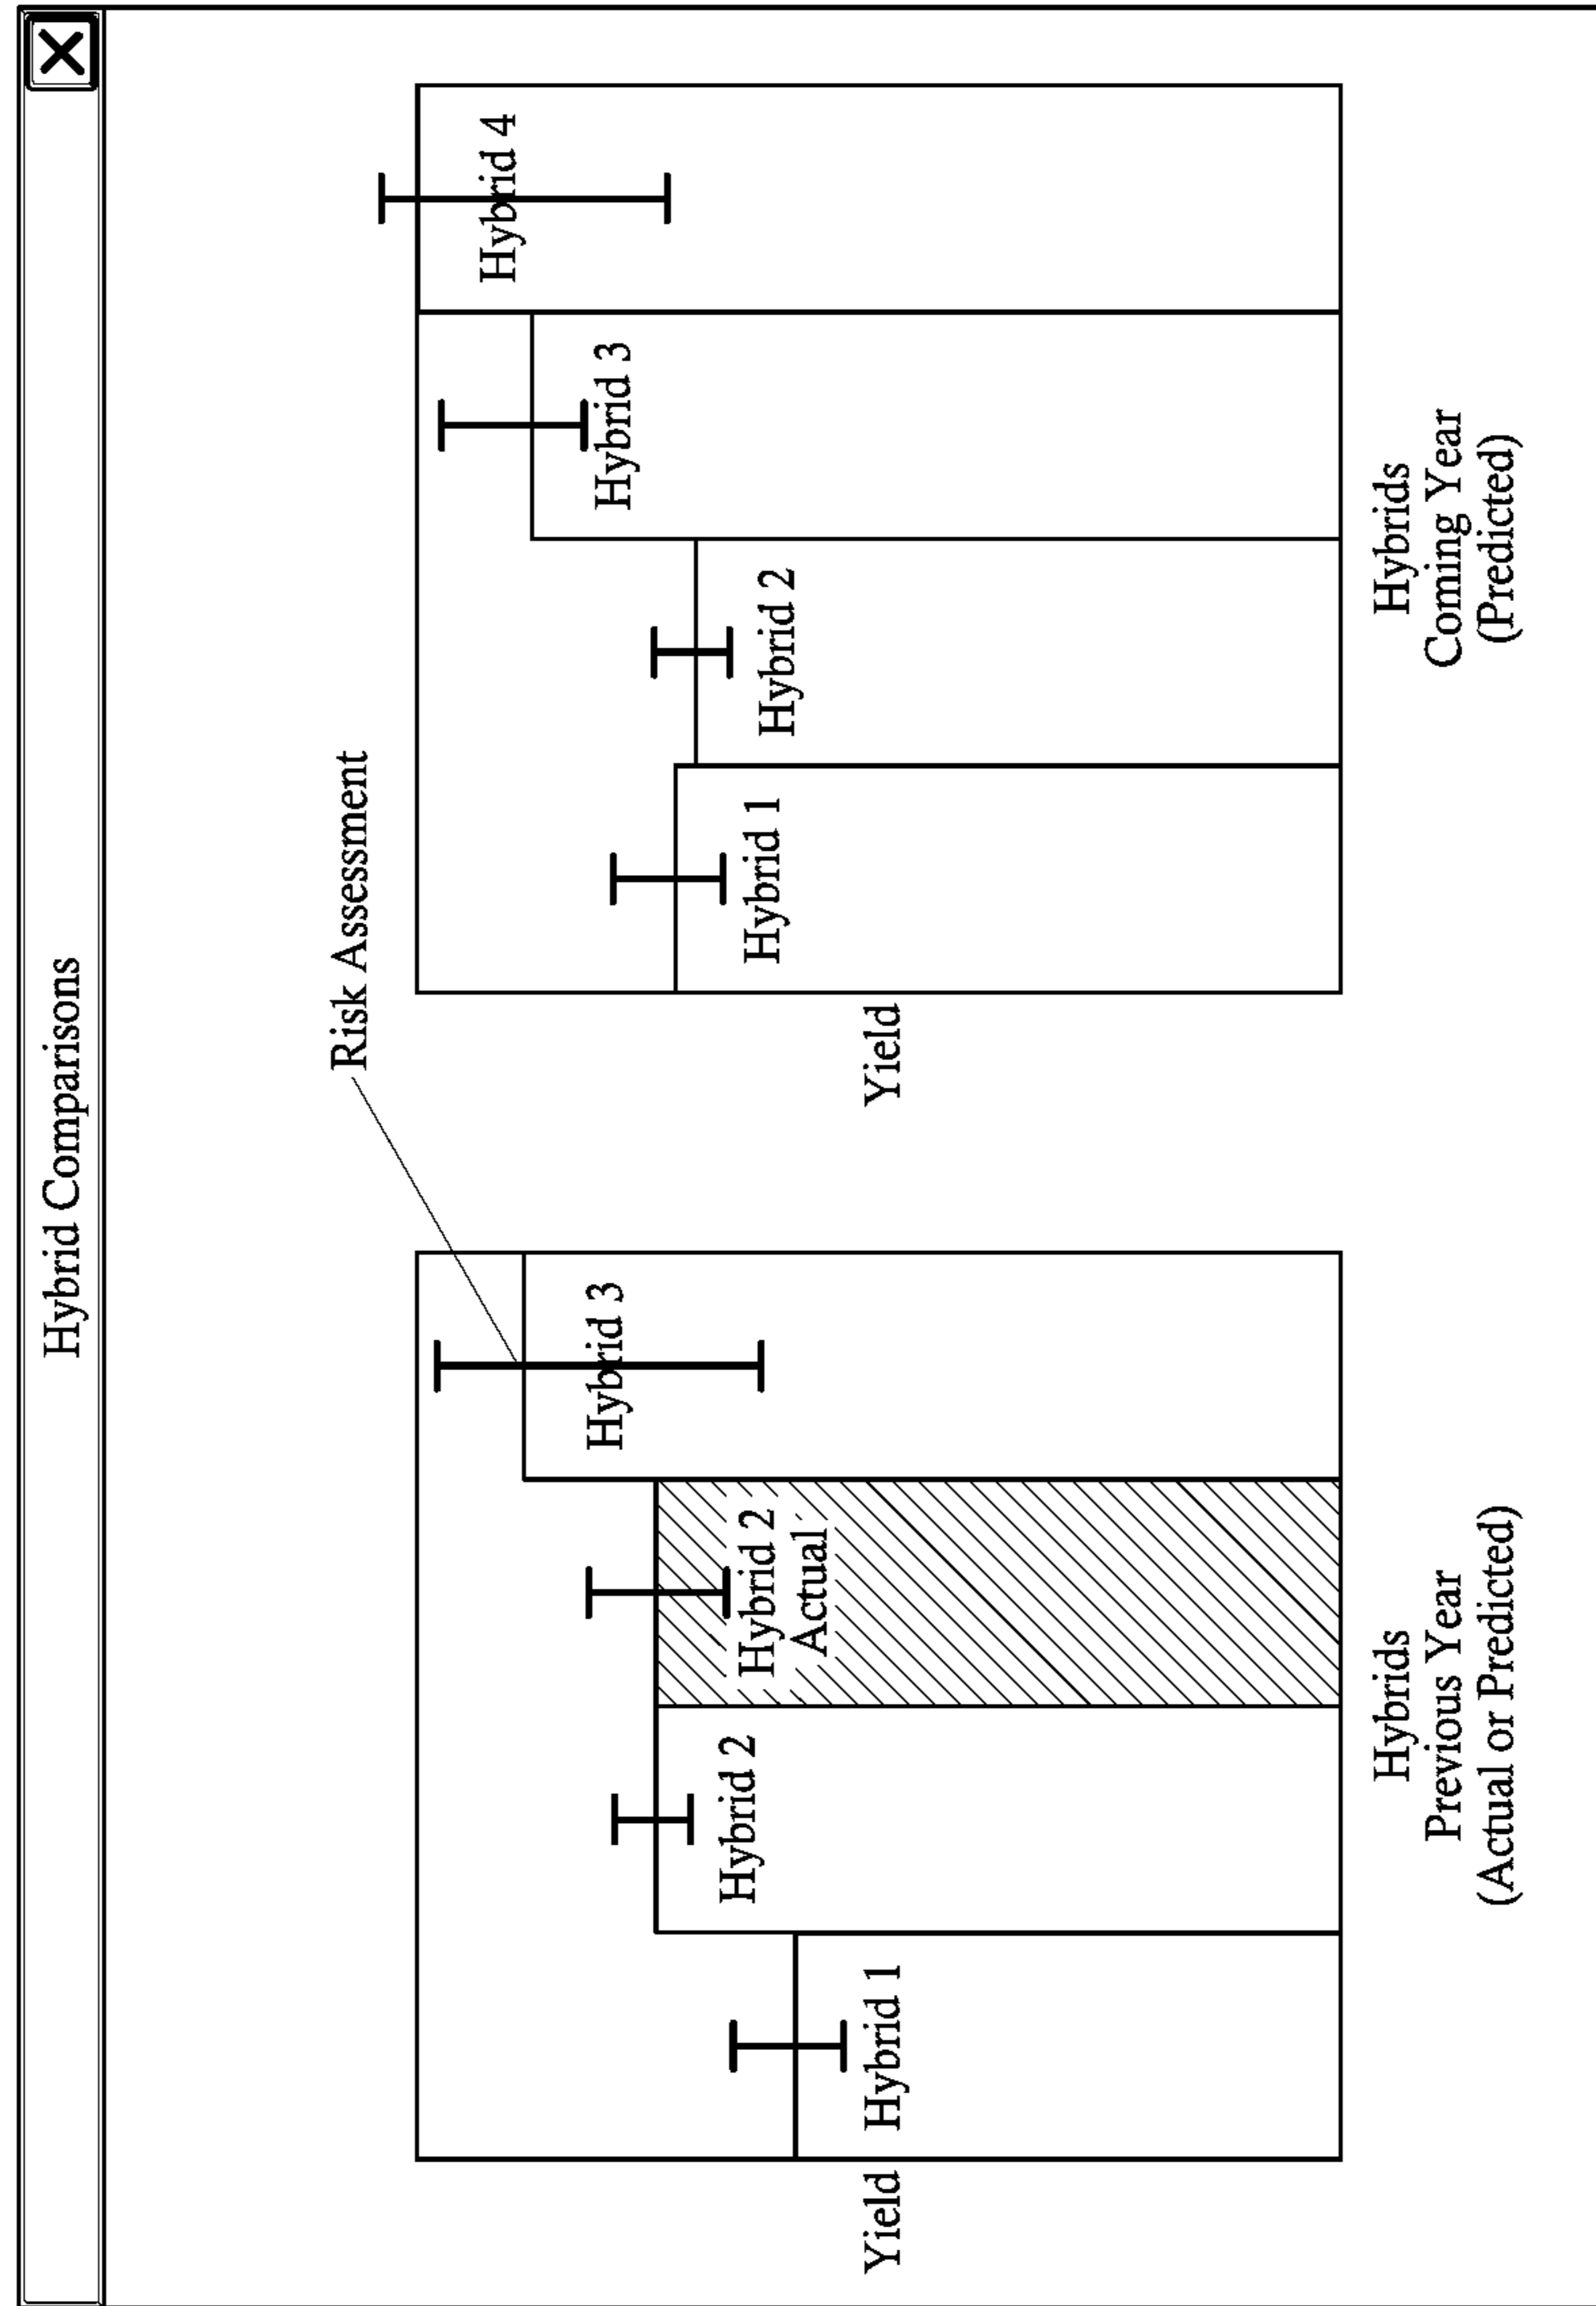 Hybrid Comparisons
Risk Assessment
Yield
Hybrid 1
Hybrid 2
Hybrid 2
Actual
Hybrid 3
Hybrids
Previous Year
(Actual or Predicted)
Yield
Hybrid 1
Hybrid 2
Hybrid 3
Hybrid 4
Hybrids
Coming Year
(Predicted)